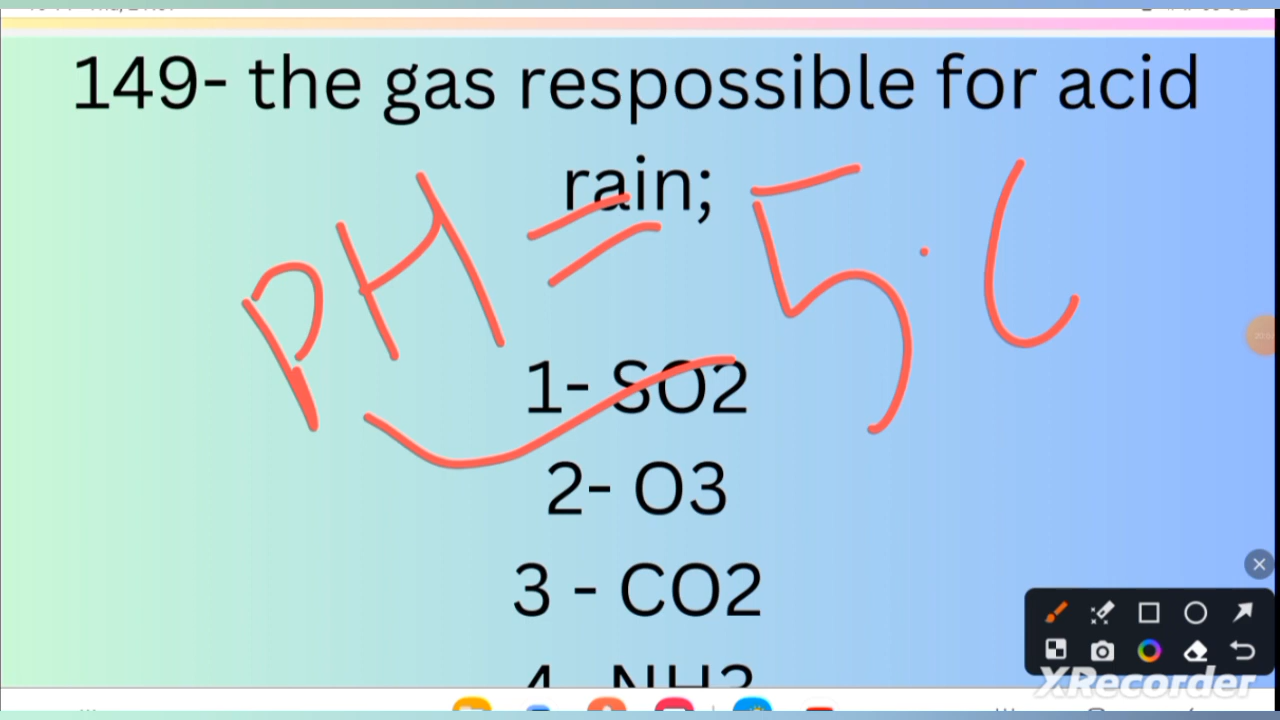 149- the gas respossible for acid
rain;
pH = 5.6
1- SO2
2- O3
3 - CO2
XRecorder